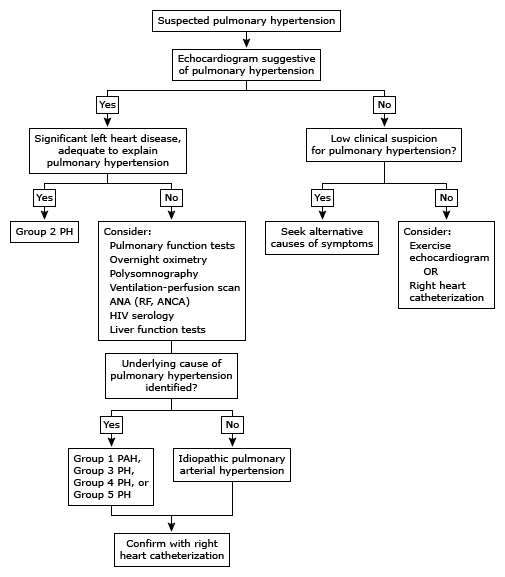 Suspected pulmonary hypertension
Echocardiogram suggestive
of pulmonary hypertension
Yes
No
Significant left heart disease,
adequate to explain
pulmonary hypertension
Low clinical suspicion
for pulmonary hypertension?
Yes
No
Yes
No
Group 2 PH
Consider:
Pulmonary function tests
Overnight oximetry
Polysomnography
Ventilation-perfusion scan
ANA (RF, ANCA)
HIV serology
Liver function tests
Seek alternative
causes of symptoms
Consider:
Exercise
echocardiogram
OR
Right heart
catheterization
Underlying cause of
pulmonary hypertension
identified?
Yes
No
Group 1 PAH,
Group 3 PH,
Group 4 PH, or
Group 5 PH
Idiopathic pulmonary
arterial hypertension
Confirm with right
heart catheterization